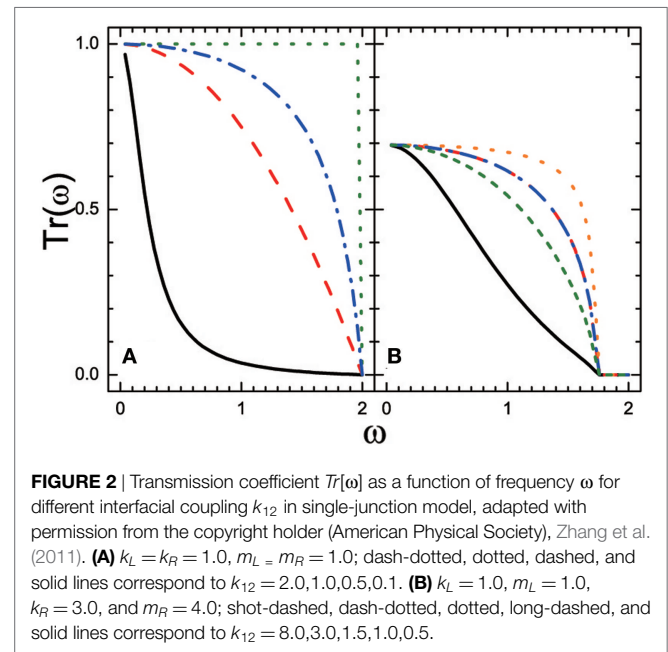 1.0
0.5
0.0
Tr(ω)
A
B
0 1 2 0 1 2
ω
FIGURE 2 | Transmission coefficient Tr[ω] as a function of frequency ω for
different interfacial coupling k12 in single-junction model, adapted with
permission from the copyright holder (American Physical Society), Zhang et al.
(2011). (A) kL = kR = 1.0, mL = mR = 1.0; dash-dotted, dotted, dashed, and
solid lines correspond to k12 = 2.0,1.0,0.5,0.1. (B) kL = 1.0, mL = 1.0,
kR = 3.0, and mR = 4.0; shot-dashed, dash-dotted, dotted, long-dashed, and
solid lines correspond to k12 = 8.0,3.0,1.5,1.0,0.5.